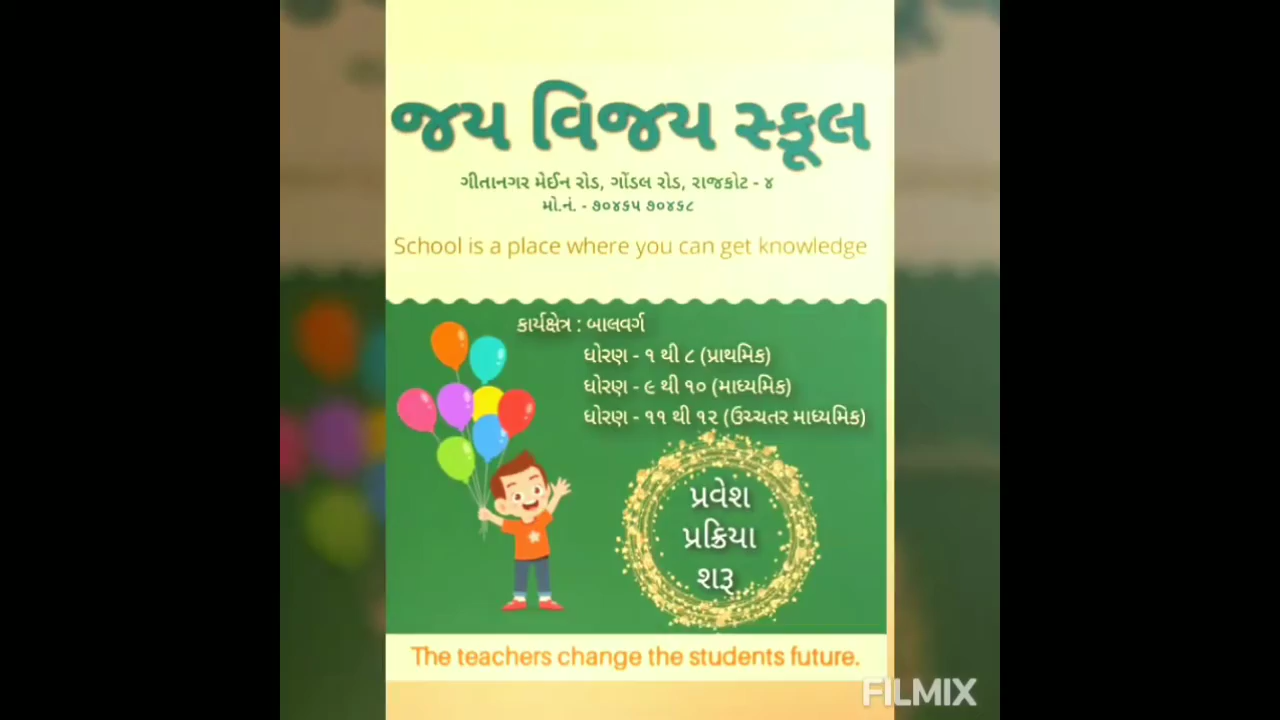 જય વિજય સ્કૂલ
ગીતાનગર મેઈન રોડ, ગોંડલ રોડ, રાજકોટ - ૪
મો.નં. - ૭૦૪૬૫ ૭૦૪૬૮
School is a place where you can get knowledge
કાર્યક્ષેત્ર : બાલવર્ગ
ધોરણ - ૧ થી ૮ (પ્રાથમિક)
ધોરણ - ૯ થી ૧૦ (માધ્યમિક)
ધોરણ - ૧૧ થી ૧૨ (ઉચ્ચતર માધ્યમિક)
પ્રવેશ
પ્રક્રિયા
શરૂ
The teachers change the students future.
FILMIX